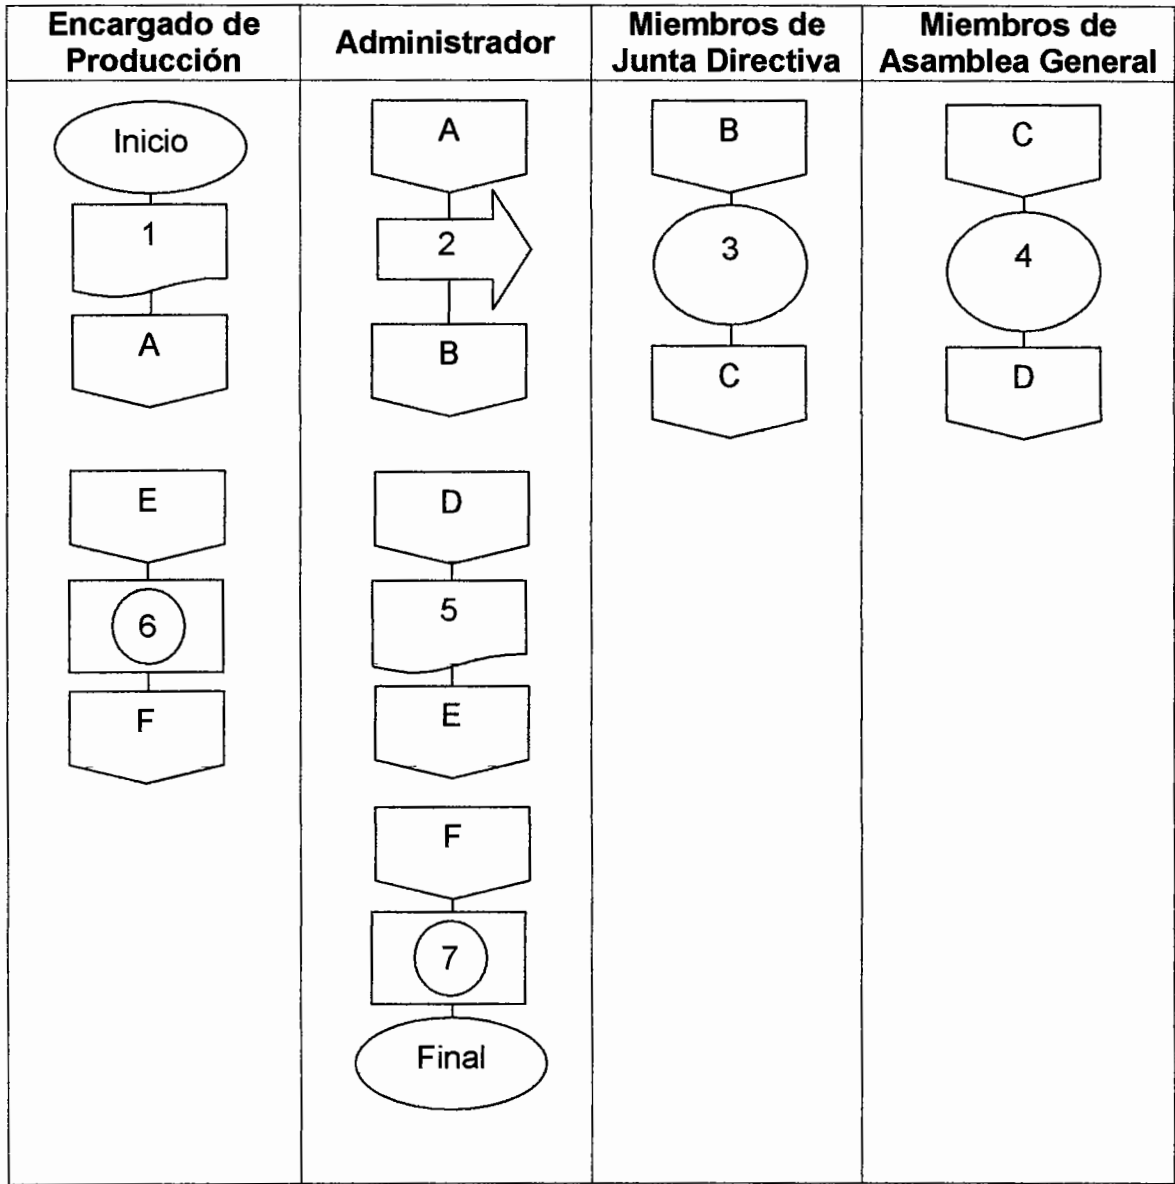 Encargado de
Producción
Administrador
Miembros de
Junta Directiva
Miembros de
Asamblea General
Inicio
1
A
E
6
F
A
2
B
D
5
E
F
7
Final
B
3
C
C
4
D